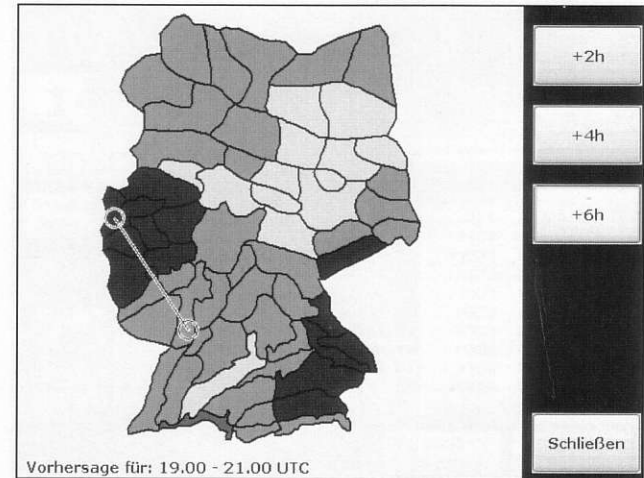 +2h
+4h
+6h
Schließen
Vorhersage für: 19.00 - 21.00 UTC